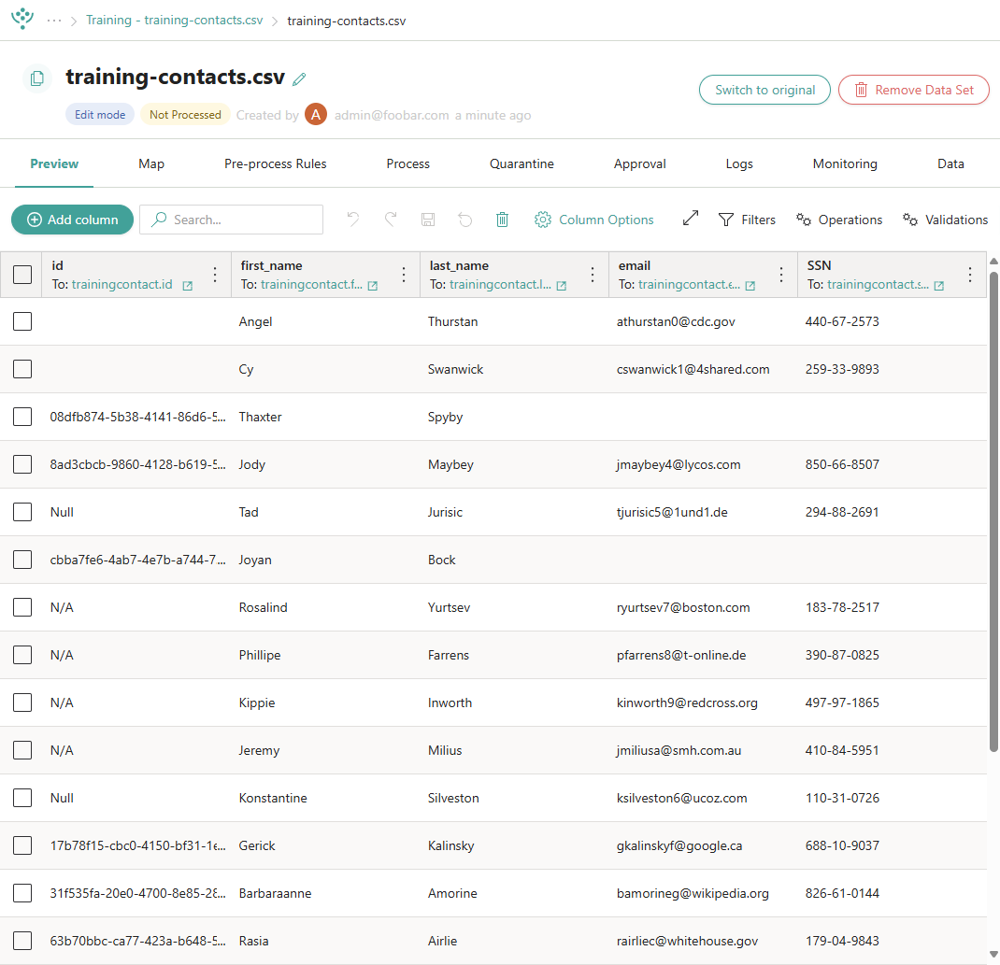 ··· > Training - training-contacts.csv > training-contacts.csv
training-contacts.csv
Switch to original
Remove Data Set
Edit mode Not Processed Created by A admin@foobar.com a minute ago
Preview Map Pre-process Rules Process Quarantine Approval Logs Monitoring Data
Add column Search... Column Options Filters Operations Validations
id first_name last_name email SSN
To: trainingcontact.id To: trainingcontact.f... To: trainingcontact.l... To: trainingcontact.e... To: trainingcontact.s...
Angel Thurstan athurstan0@cdc.gov 440-67-2573
Cy Swanwick cswanwick1@4shared.com 259-33-9893
08dfb874-5b38-4141-86d6-5... Thaxter Spyby
8ad3cbcb-9860-4128-b619-5... Jody Maybey jmaybey4@lycos.com 850-66-8507
Null Tad Jurisic tjurisic5@1und1.de 294-88-2691
cbba7fe6-4ab7-4e7b-a744-7... Joyan Bock
N/A Rosalind Yurtsev ryurtsev7@boston.com 183-78-2517
N/A Phillipe Farrens pfarrens8@t-online.de 390-87-0825
N/A Kippie Inworth kinworth9@redcross.org 497-97-1865
N/A Jeremy Milius jmiliusa@smh.com.au 410-84-5951
Null Konstantine Silveston ksilveston6@ucoz.com 110-31-0726
17b78f15-cbc0-4150-bf31-1e... Gerick Kalinsky gkalinskyf@google.ca 688-10-9037
31f535fa-20e0-4700-8e85-28... Barbaraanne Amorine bamorineg@wikipedia.org 826-61-0144
63b70bbc-ca77-423a-b648-5... Rasia Airlie rairliec@whitehouse.gov 179-04-9843